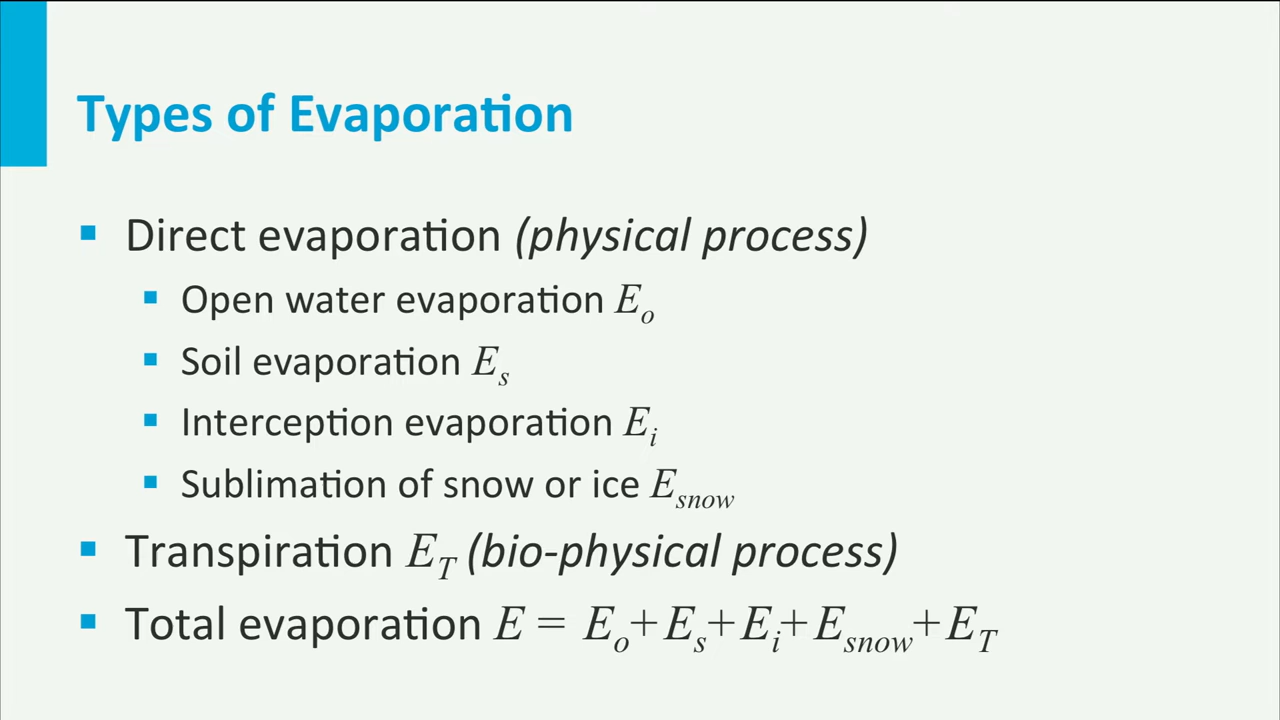 Types of Evaporation
▪ Direct evaporation (physical process)
▪ Open water evaporation E_o
▪ Soil evaporation E_s
▪ Interception evaporation E_i
▪ Sublimation of snow or ice E_snow
▪ Transpiration E_T (bio-physical process)
▪ Total evaporation E = E_o+E_s+E_i+E_snow+E_T